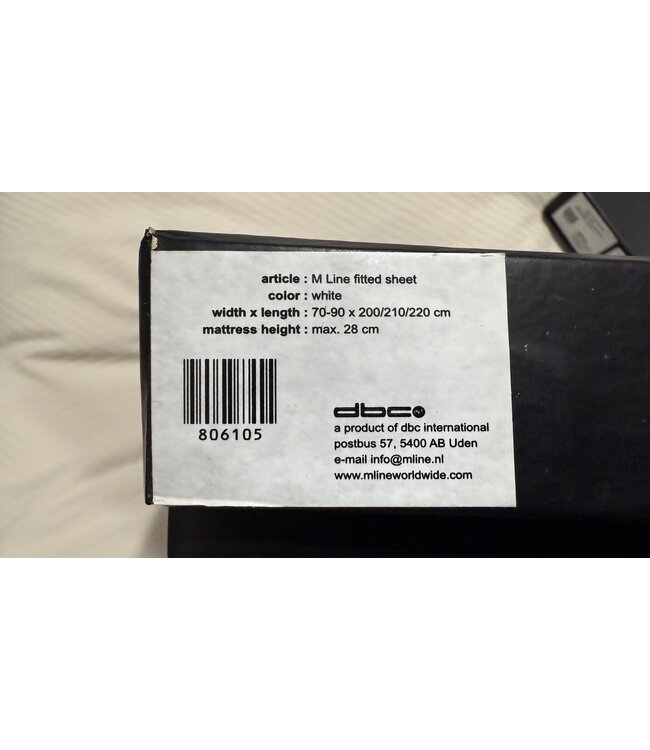 article : M Line fitted sheet
color : white
width x length : 70-90 x 200/210/220 cm
mattress height : max. 28 cm
806105
dbc INT
a product of dbc international
postbus 57, 5400 AB Uden
e-mail info@mline.nl
www.mlineworldwide.com